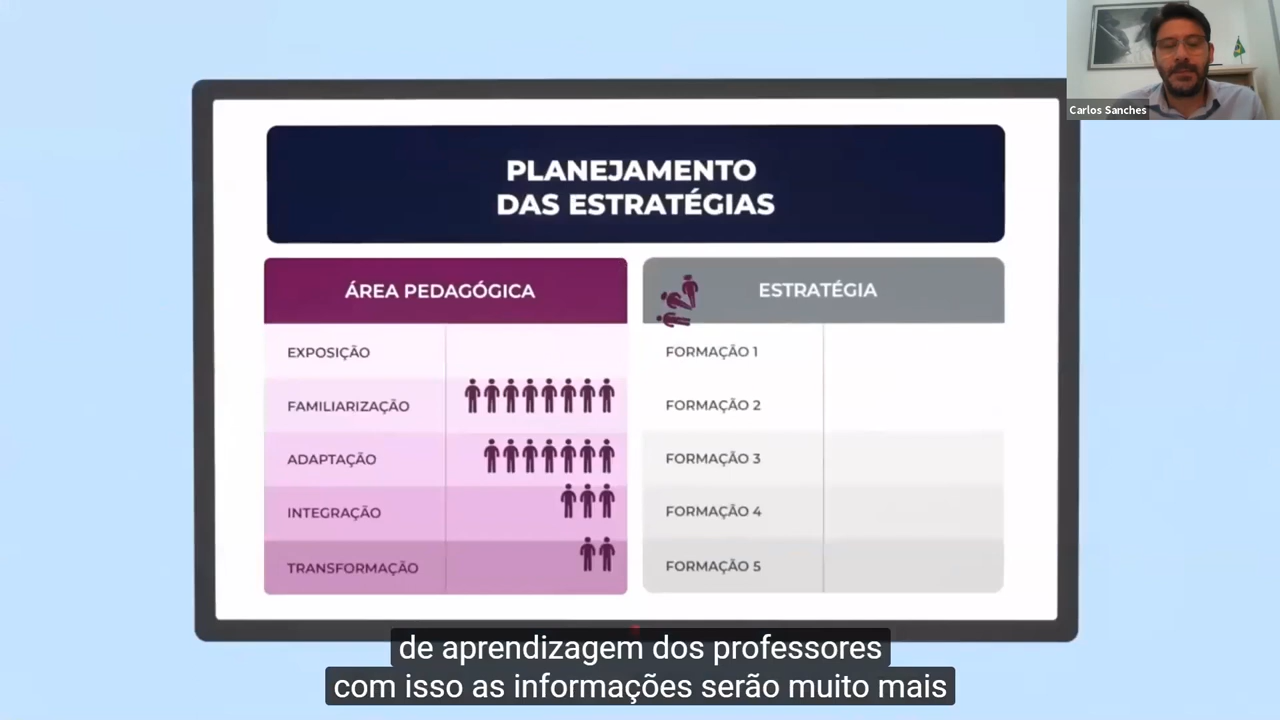 Carlos Sanches
PLANEJAMENTO
DAS ESTRATÉGIAS
ÁREA PEDAGÓGICA
EXPOSIÇÃO
FAMILIARIZAÇÃO
ADAPTAÇÃO
INTEGRAÇÃO
TRANSFORMAÇÃO
ESTRATÉGIA
FORMAÇÃO 1
FORMAÇÃO 2
FORMAÇÃO 3
FORMAÇÃO 4
FORMAÇÃO 5
de aprendizagem dos professores
com isso as informações serão muito mais